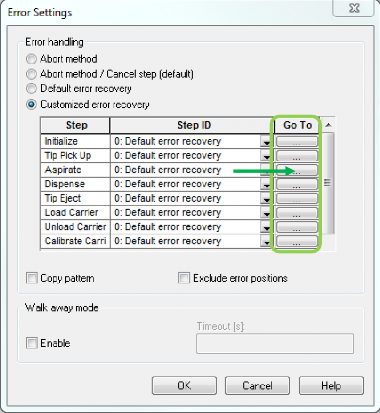 Error Settings
Error handling
Abort method
Abort method / Cancel step (default)
Default error recovery
Customized error recovery
Step Step ID Go To
Initialize 0: Default error recovery ...
Tip Pick Up 0: Default error recovery ...
Aspirate 0: Default error recovery ...
Dispense 0: Default error recovery ...
Tip Eject 0: Default error recovery ...
Load Carrier 0: Default error recovery ...
Unload Carrier 0: Default error recovery ...
Calibrate Carri 0: Default error recovery ...
Copy pattern Exclude error positions
Walk away mode
Timeout [s]:
Enable
OK Cancel Help